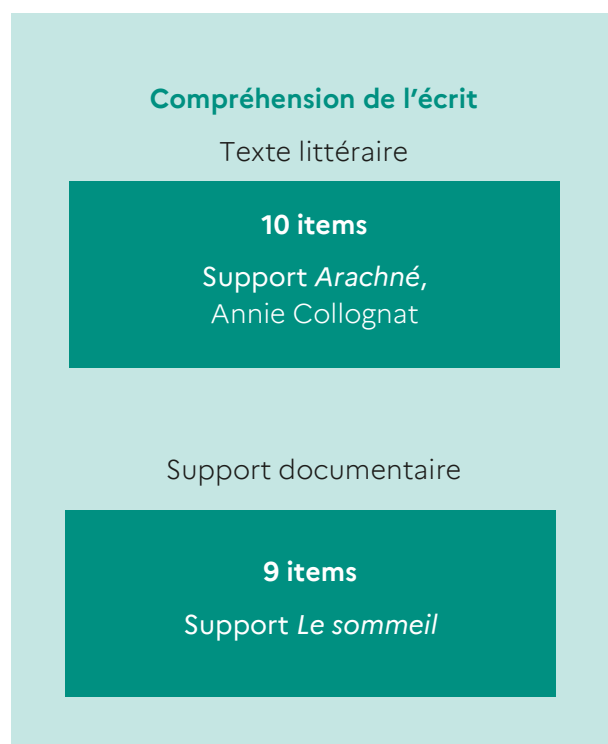 Compréhension de l’écrit
Texte littéraire
10 items
Support Arachné,
Annie Collognat
Support documentaire
9 items
Support Le sommeil